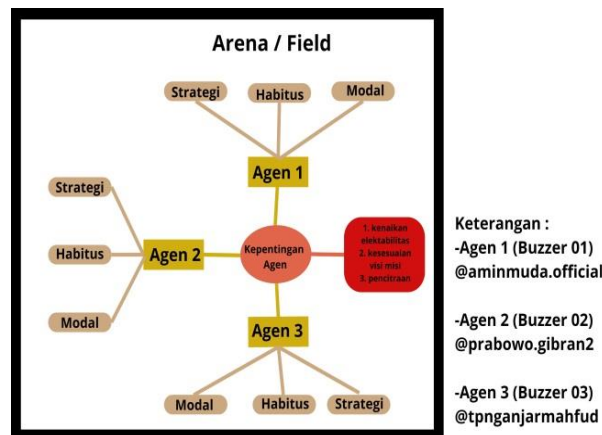 Arena / Field
Strategi
Habitus
Modal
Agen 1
Strategi
Habitus
Modal
Agen 2
Kepentingan
Agen
1. kenaikan
elektabilitas
2. kesesuaian
visi misi
3. pencitraan
Agen 3
Modal
Habitus
Strategi
Keterangan :
-Agen 1 (Buzzer 01)
@aminmuda.official
-Agen 2 (Buzzer 02)
@prabowo.gibran2
-Agen 3 (Buzzer 03)
@tpnganjarmahfud